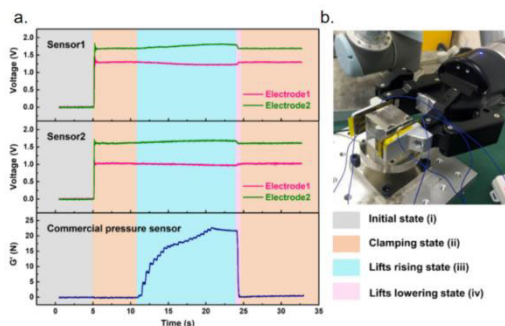 a.
Sensor1
Voltage (V)
2.0
1.5
1.0
0.5
0.0
Electrode1
Electrode2
Sensor2
Voltage (V)
2.0
1.5
1.0
0.5
0.0
Electrode1
Electrode2
Commercial pressure sensor
G' (N)
30
20
10
0
0 5 10 15 20 25 30 35
Time (s)
b.
Initial state (i)
Clamping state (ii)
Lifts rising state (iii)
Lifts lowering state (iv)